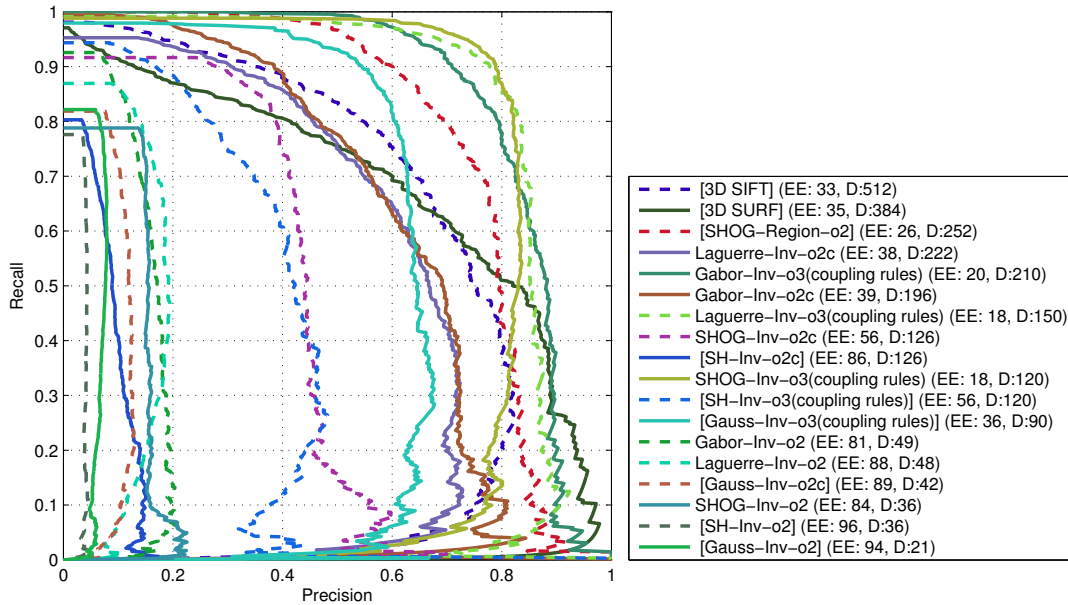 1
0.9
0.8
0.7
0.6
0.5
0.4
0.3
0.2
0.1
0
Recall
0 0.2 0.4 0.6 0.8 1
Precision
[3D SIFT] (EE: 33, D:512)
[3D SURF] (EE: 35, D:384)
[SHOG−Region−o2] (EE: 26, D:252)
Laguerre−Inv−o2c (EE: 38, D:222)
Gabor−Inv−o3(coupling rules) (EE: 20, D:210)
Gabor−Inv−o2c (EE: 39, D:196)
Laguerre−Inv−o3(coupling rules) (EE: 18, D:150)
SHOG−Inv−o2c (EE: 56, D:126)
[SH−Inv−o2c] (EE: 86, D:126)
SHOG−Inv−o3(coupling rules) (EE: 18, D:120)
[SH−Inv−o3(coupling rules)] (EE: 56, D:120)
[Gauss−Inv−o3(coupling rules)] (EE: 36, D:90)
Gabor−Inv−o2 (EE: 81, D:49)
Laguerre−Inv−o2 (EE: 88, D:48)
[Gauss−Inv−o2c] (EE: 89, D:42)
SHOG−Inv−o2 (EE: 84, D:36)
[SH−Inv−o2] (EE: 96, D:36)
[Gauss−Inv−o2] (EE: 94, D:21)